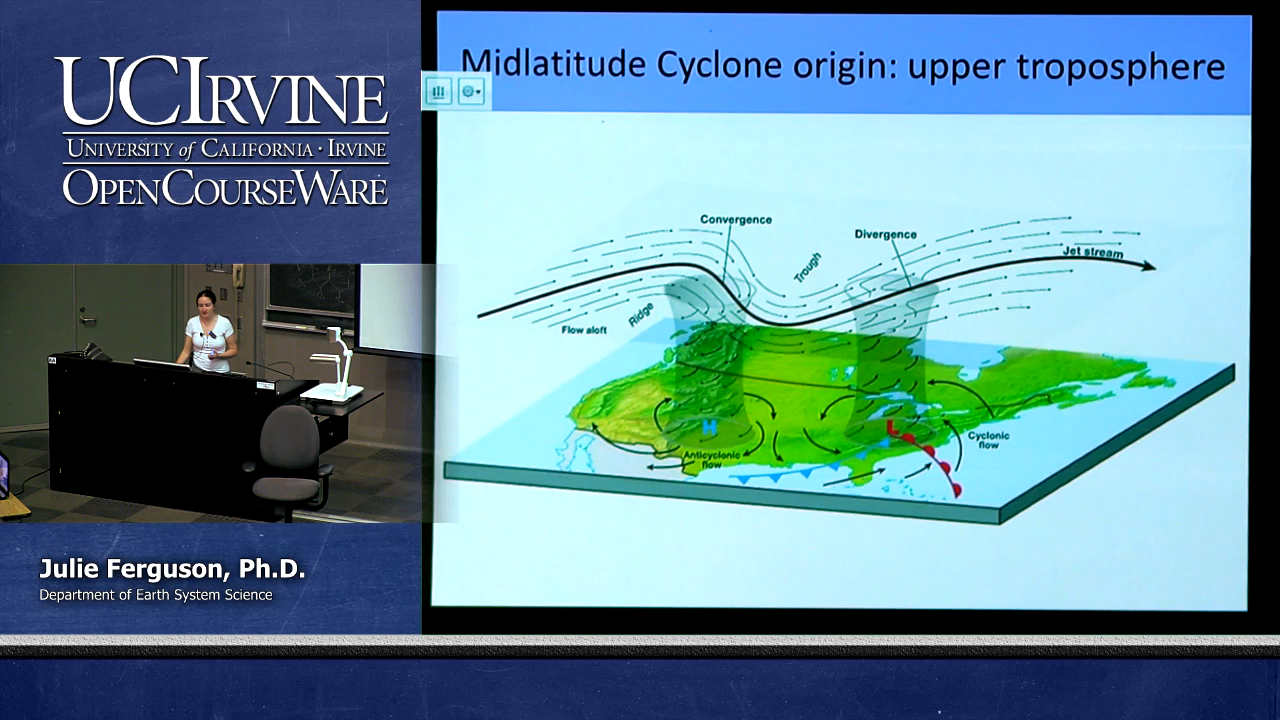 UCIRVINE
UNIVERSITY of CALIFORNIA · IRVINE
OPENCOURSEWARE
Julie Ferguson, Ph.D.
Department of Earth System Science
Midlatitude Cyclone origin: upper troposphere
Convergence
Divergence
Jet stream
Trough
Ridge
Flow aloft
H
L
Cyclonic
flow
Anticyclonic
flow